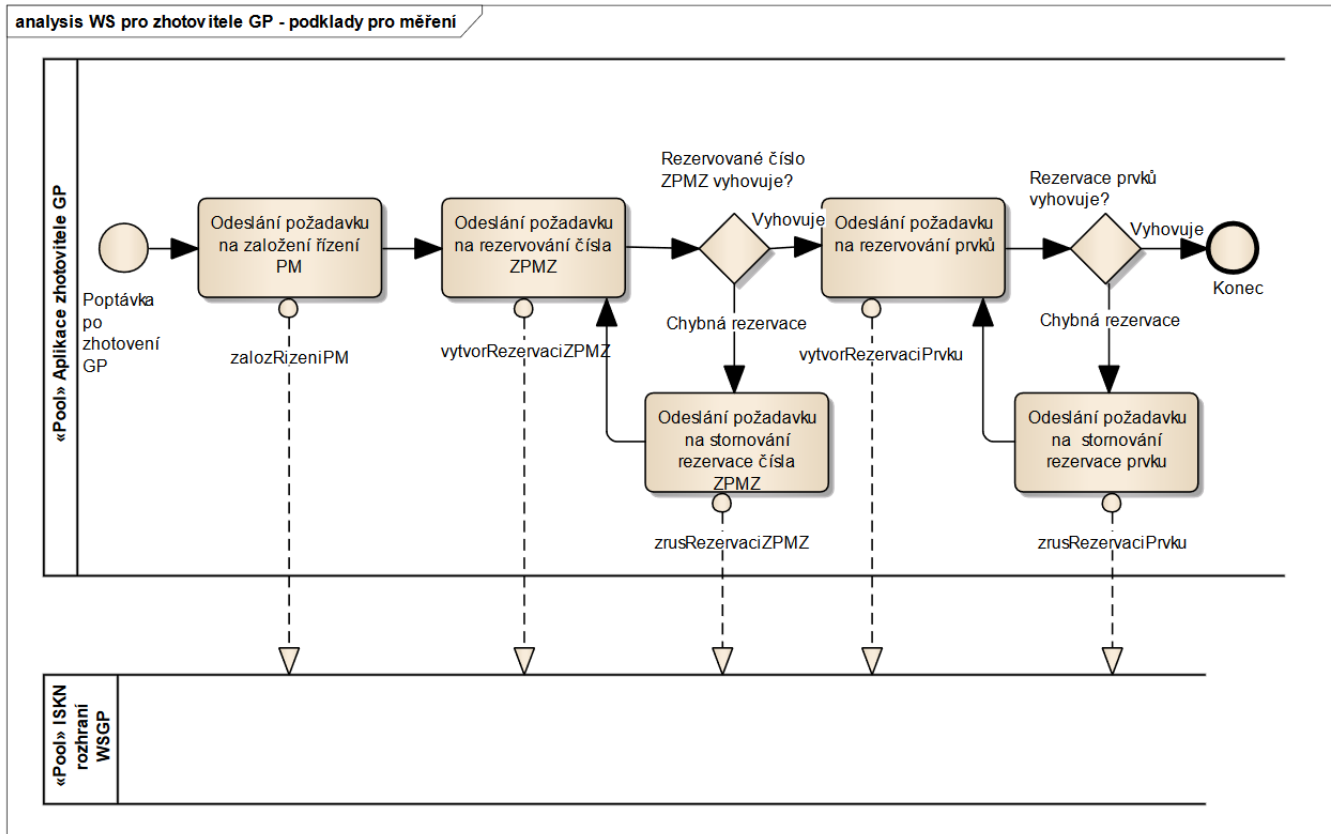 analysis WS pro zhotovitele GP - podklady pro měření
«Pool» Aplikace zhotovitele GP
Poptávka
po
zhotovení
GP
Odeslání požadavku
na založení řízení
PM
zalozRizeniPM
Odeslání požadavku
na rezervování čísla
ZPMZ
vytvorRezervaciZPMZ
Rezervované číslo
ZPMZ vyhovuje?
Vyhovuje
Chybná rezervace
Odeslání požadavku
na stornování
rezervace čísla
ZPMZ
zrusRezervaciZPMZ
Odeslání požadavku
na rezervování prvků
vytvorRezervaciPrvku
Rezervace prvků
vyhovuje?
Vyhovuje
Konec
Chybná rezervace
Odeslání požadavku
na stornování
rezervace prvku
zrusRezervaciPrvku
«Pool» ISKN
rozhraní
WSGP